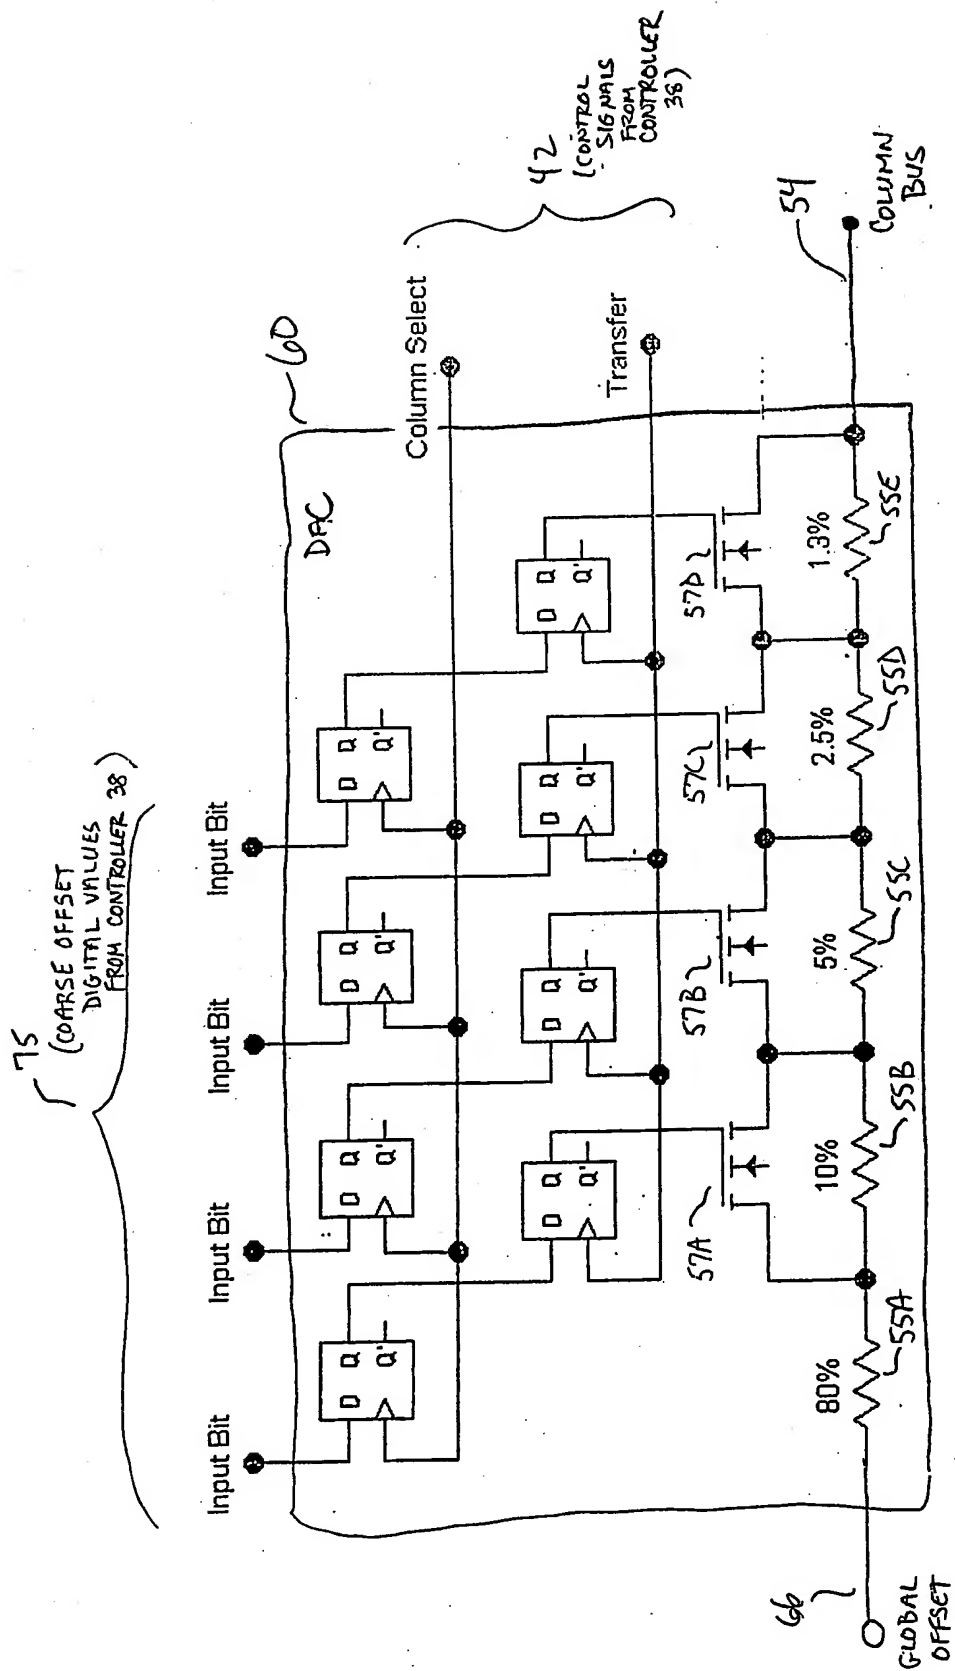 75
(COARSE OFFSET
DIGITAL VALUES
FROM CONTROLLER 38)
Input Bit
Input Bit
Input Bit
Input Bit
DAC
60
Column Select
42
(CONTROL
SIGNALS
FROM
CONTROLLER
38)
D Q
Q'
D Q
Q'
D Q
Q'
D Q
Q'
Transfer
D Q
Q'
D Q
Q'
D Q
Q'
D Q
Q'
57A
57B
57C
57D
80%
10%
5%
2.5%
1.3%
55A
55B
55C
55D
55E
66
GLOBAL
OFFSET
54
COLUMN
BUS